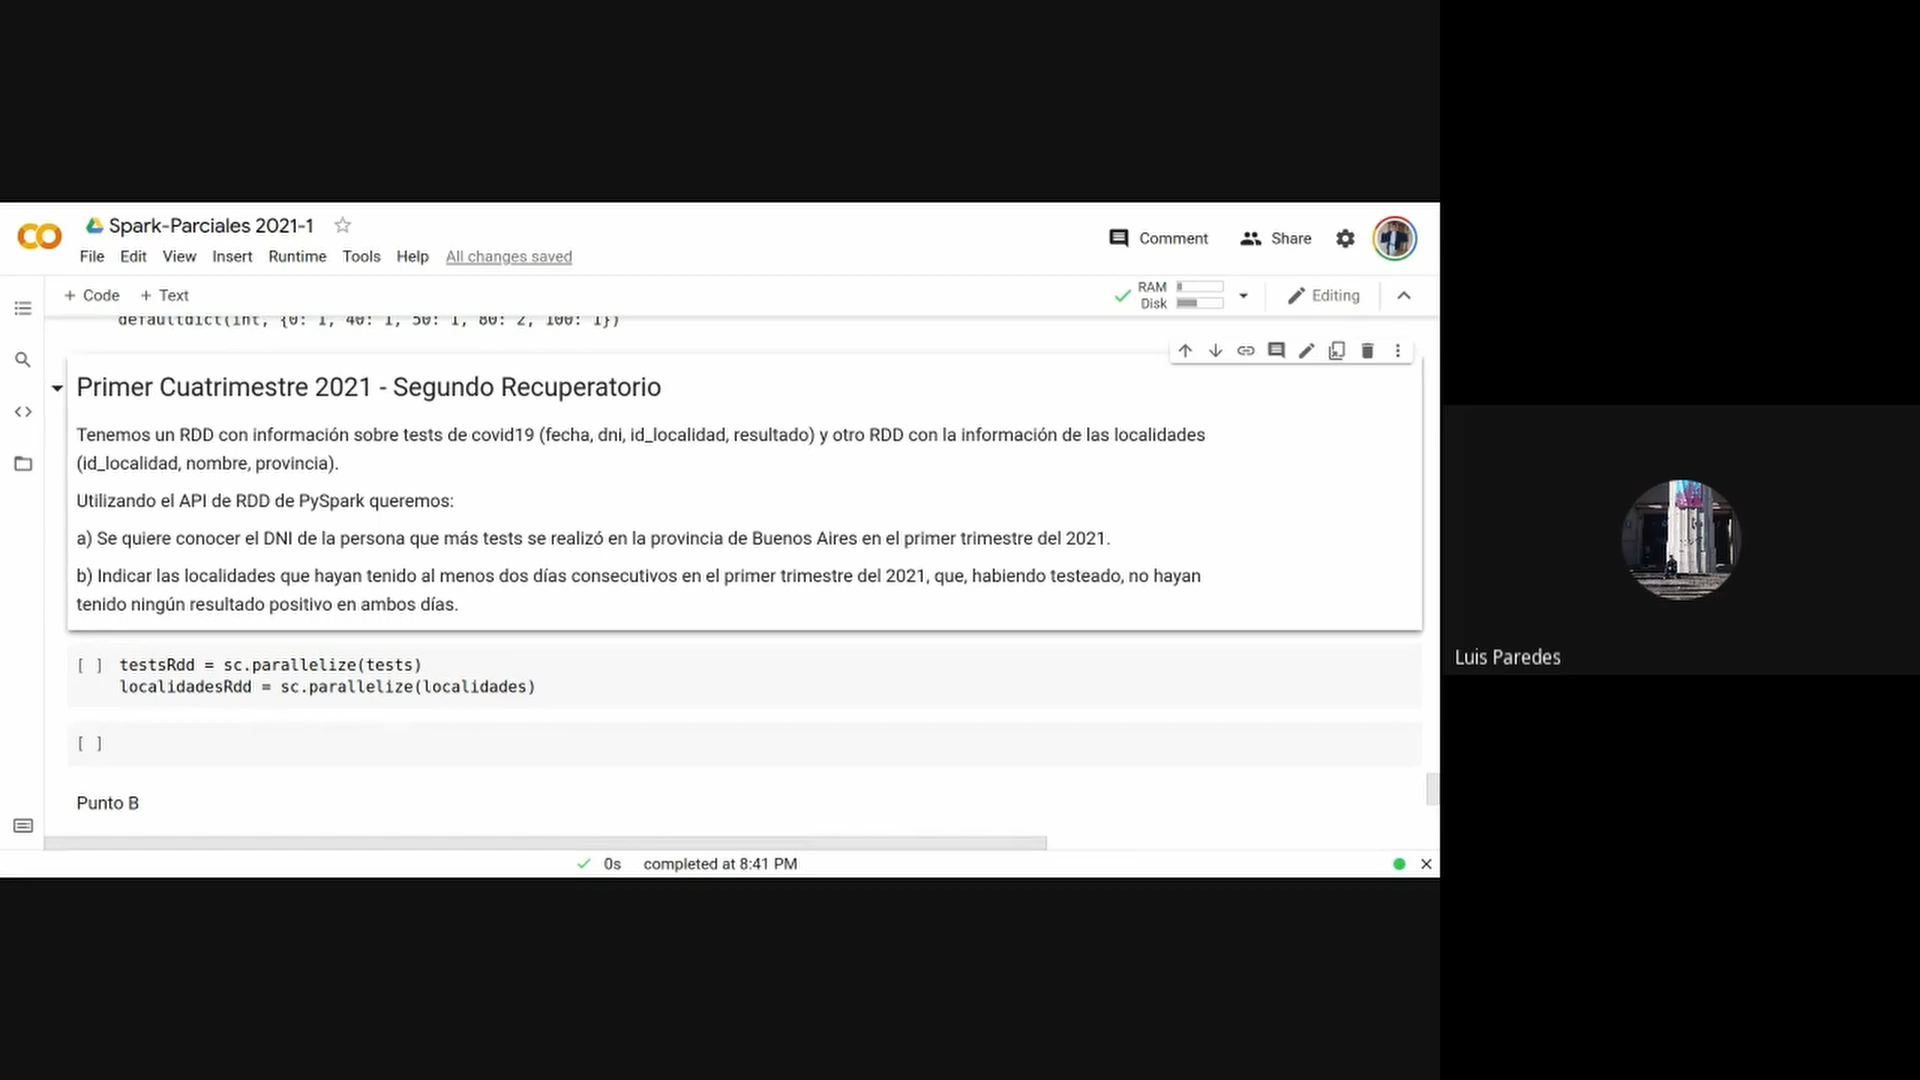 Spark-Parciales 2021-1
File Edit View Insert Runtime Tools Help All changes saved
Comment Share
+ Code + Text
RAM
Disk
Editing
defaultdict(int, {0: 1, 40: 1, 50: 1, 80: 2, 100: 1})
Primer Cuatrimestre 2021 - Segundo Recuperatorio
Tenemos un RDD con información sobre tests de covid19 (fecha, dni, id_localidad, resultado) y otro RDD con la información de las localidades
(id_localidad, nombre, provincia).
Utilizando el API de RDD de PySpark queremos:
a) Se quiere conocer el DNI de la persona que más tests se realizó en la provincia de Buenos Aires en el primer trimestre del 2021.
b) Indicar las localidades que hayan tenido al menos dos días consecutivos en el primer trimestre del 2021, que, habiendo testeado, no hayan
tenido ningún resultado positivo en ambos días.
[ ] testsRdd = sc.parallelize(tests)
localidadesRdd = sc.parallelize(localidades)
[ ]
Punto B
0s completed at 8:41 PM
Luis Paredes